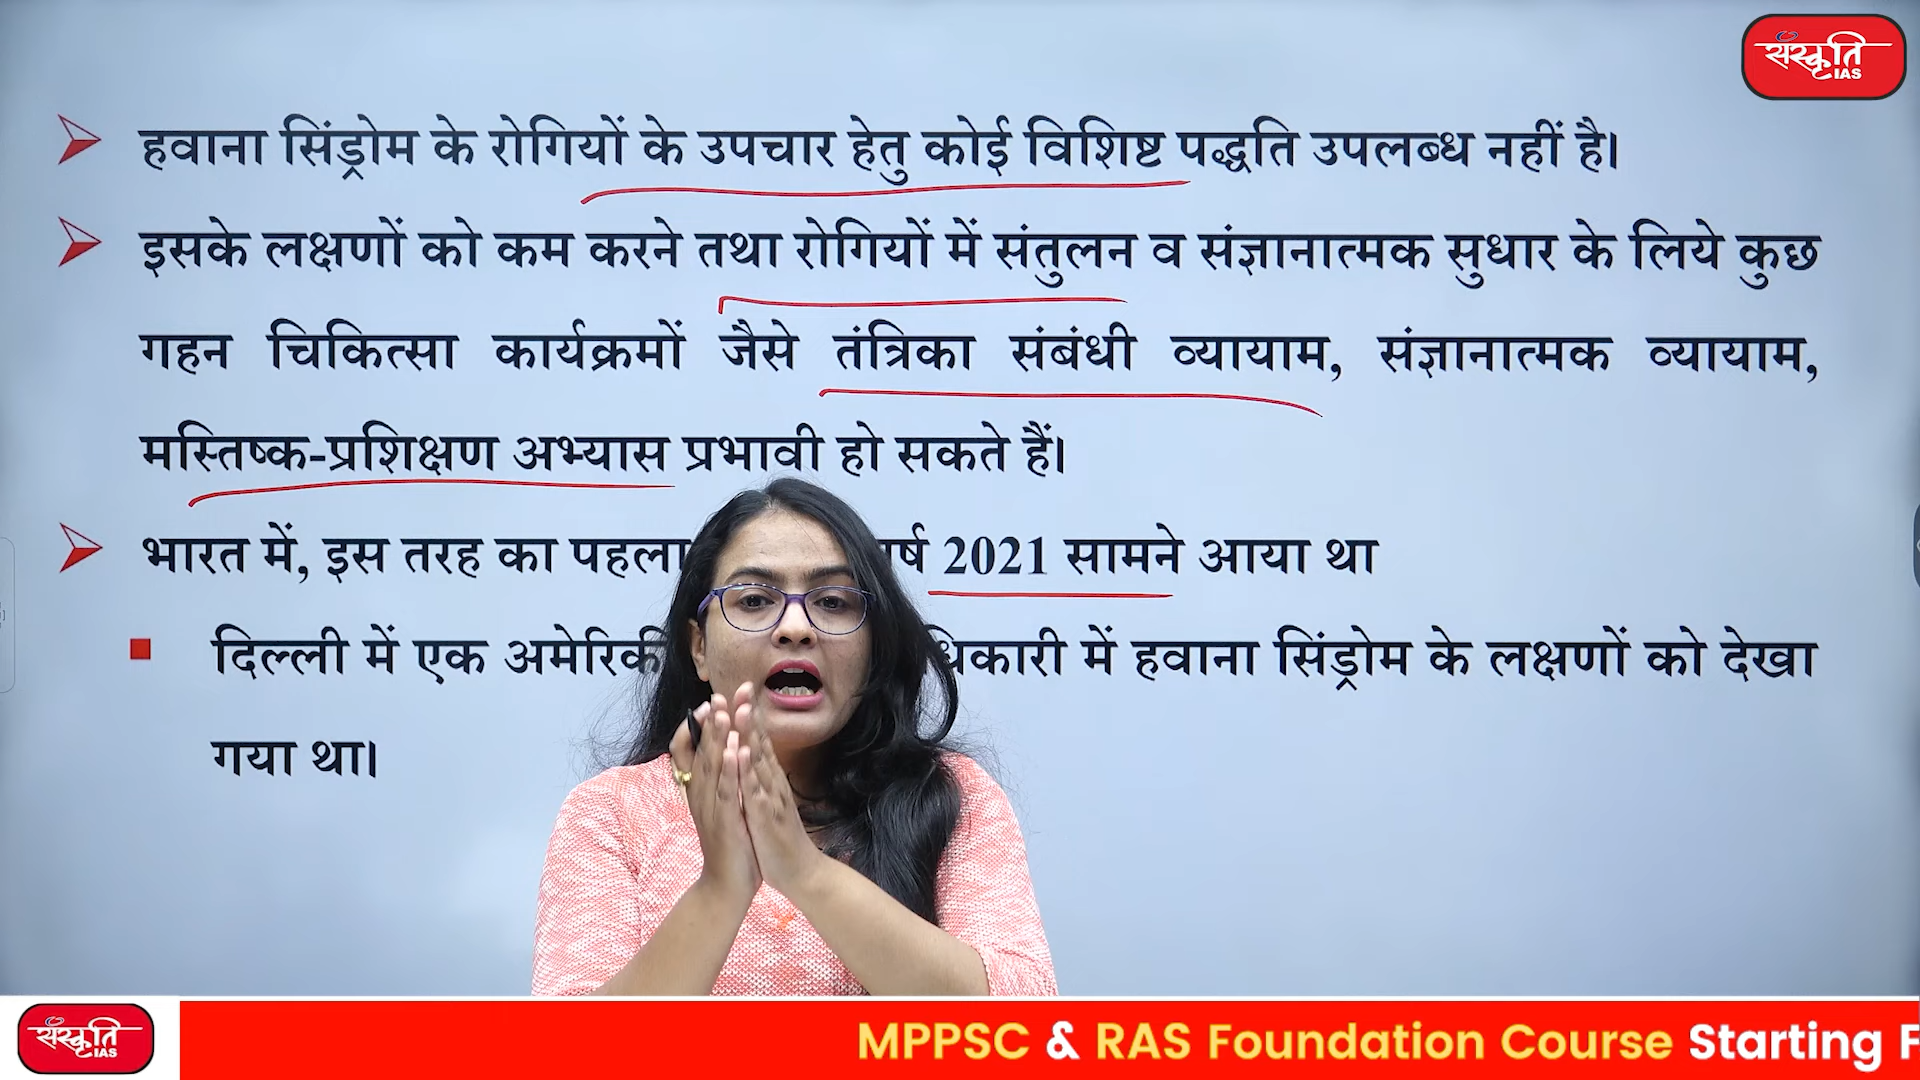 संस्कृति
IAS
हवाना सिंड्रोम के रोगियों के उपचार हेतु कोई विशिष्ट पद्धति उपलब्ध नहीं है।
इसके लक्षणों को कम करने तथा रोगियों में संतुलन व संज्ञानात्मक सुधार के लिये कुछ
गहन चिकित्सा कार्यक्रमों जैसे तंत्रिका संबंधी व्यायाम, संज्ञानात्मक व्यायाम,
मस्तिष्क-प्रशिक्षण अभ्यास प्रभावी हो सकते हैं।
भारत में, इस तरह का पहला 2021 सामने आया था
दिल्ली में एक में हवाना सिंड्रोम के लक्षणों को देखा
गया था।
संस्कृति
IAS
MPPSC & RAS Foundation Course Starting